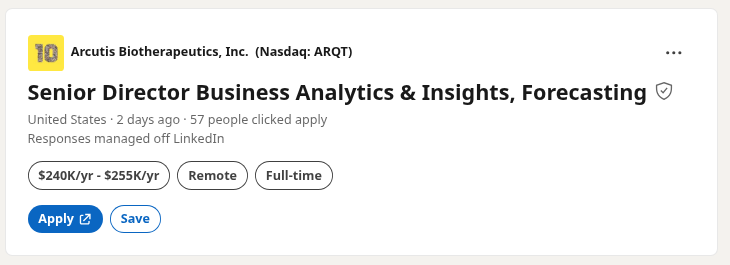 10
Arcutis Biotherapeutics, Inc. (Nasdaq: ARQT)
Senior Director Business Analytics & Insights, Forecasting
United States · 2 days ago · 57 people clicked apply
Responses managed off LinkedIn
$240K/yr - $255K/yr Remote Full-time
Apply Save